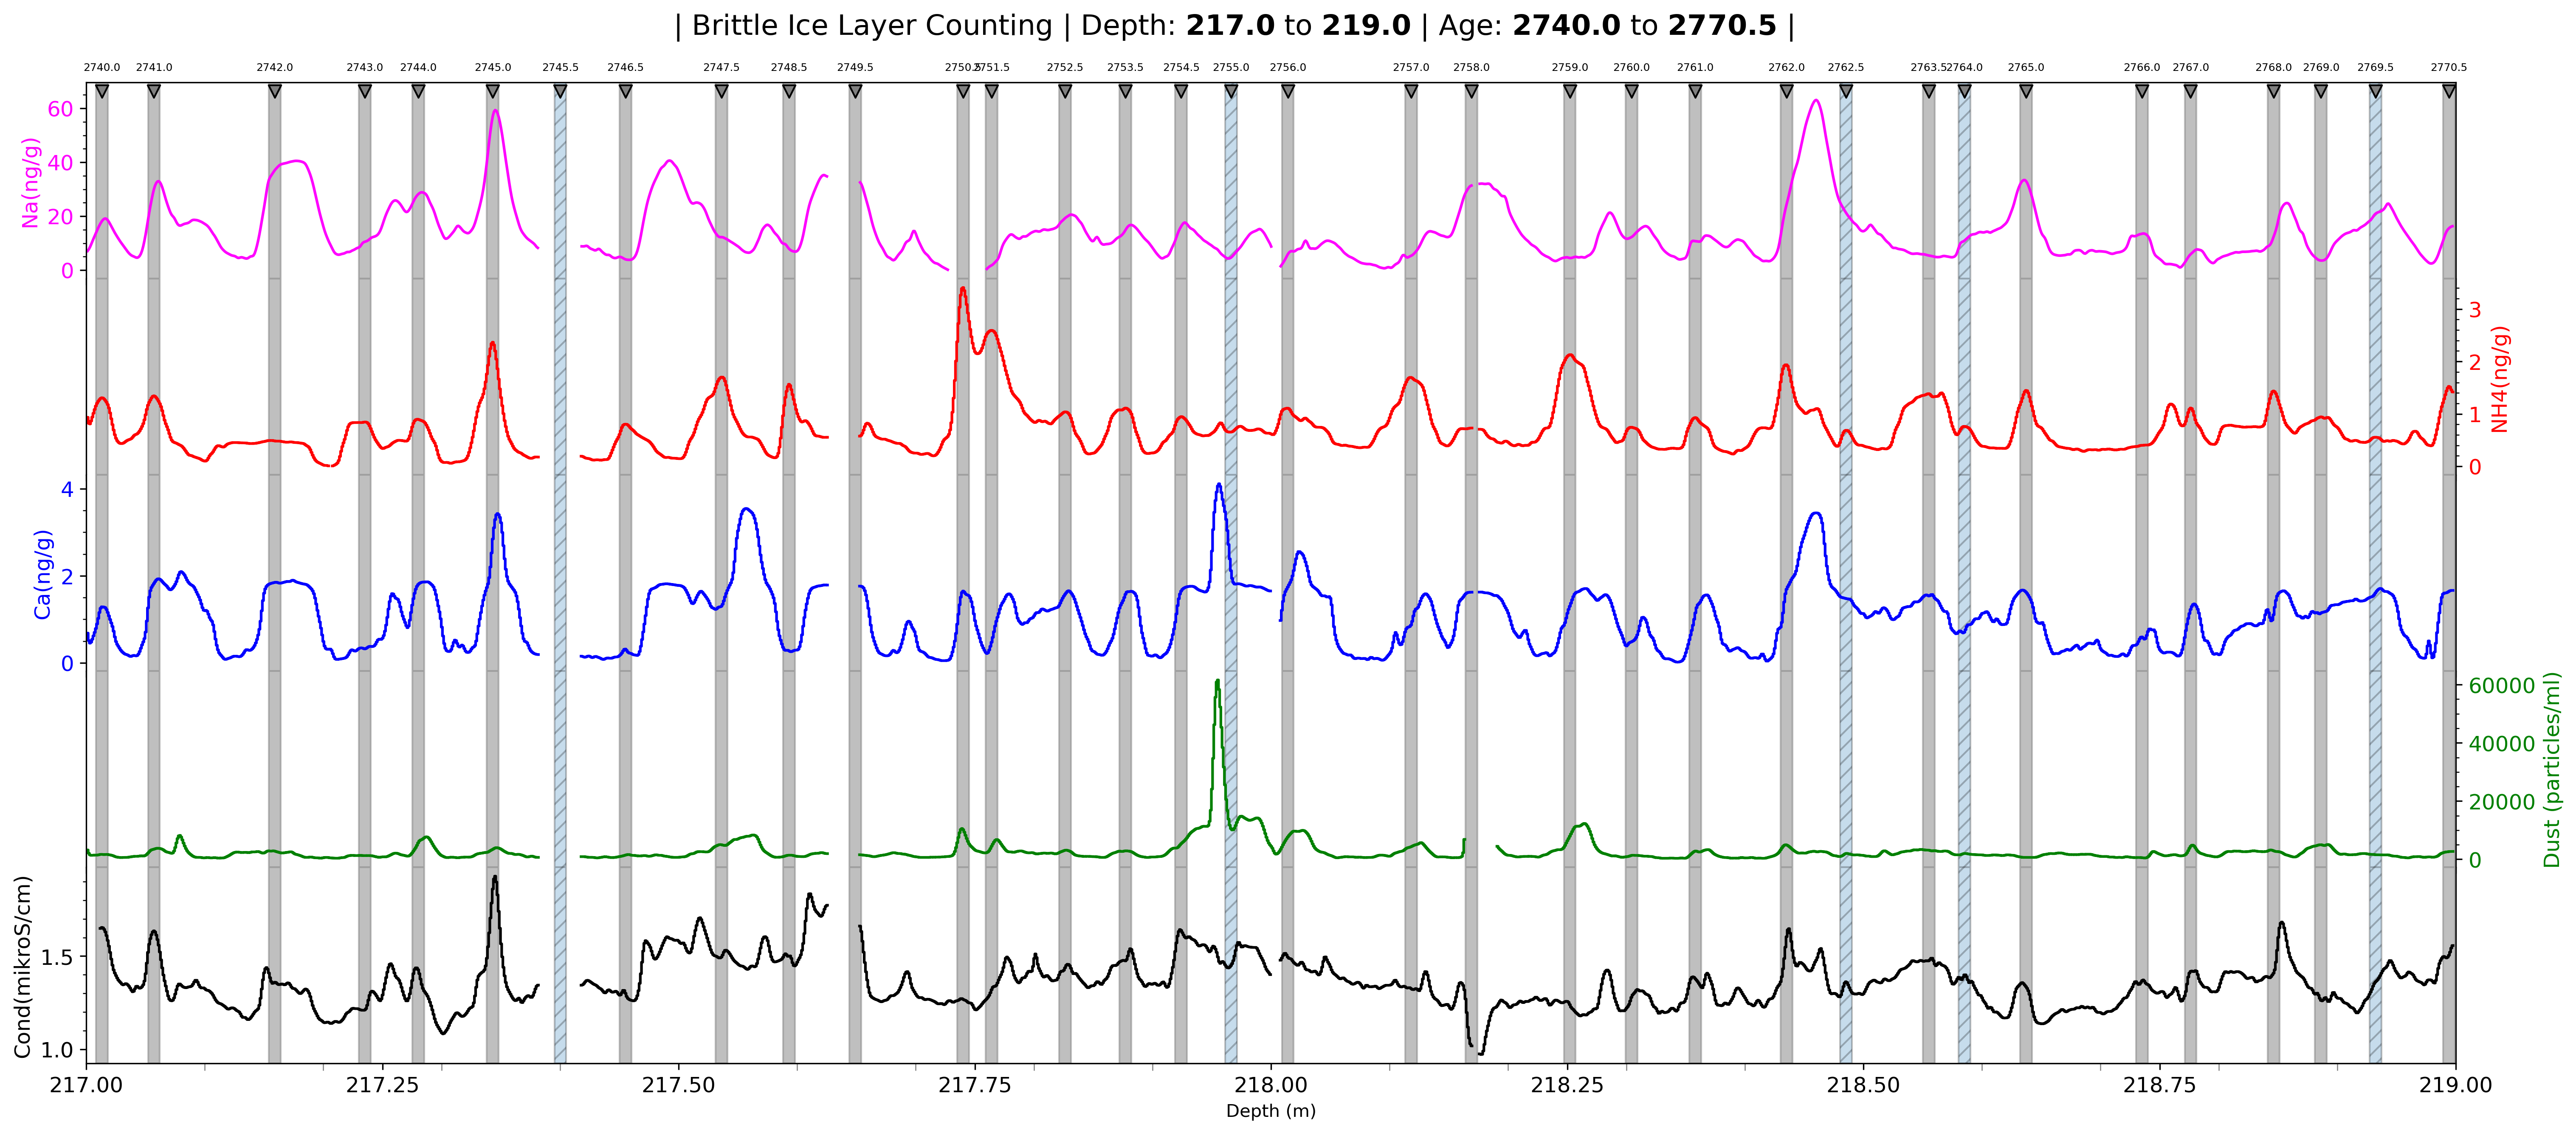 | Brittle Ice Layer Counting | Depth: 217.0 to 219.0 | Age: 2740.0 to 2770.5 |
2740.0 2741.0 2742.0 2743.0 2744.0 2745.0 2745.5 2746.5 2747.5 2748.5 2749.5 2750.5 2751.5 2752.5 2753.5 2754.5 2755.0 2756.0 2757.0 2758.0 2759.0 2760.0 2761.0 2762.0 2762.5 2763.5 2764.0 2765.0 2766.0 2767.0 2768.0 2769.0 2769.5 2770.5
Na(ng/g)
60
40
20
0
NH4(ng/g)
3
2
1
0
Ca(ng/g)
4
2
0
Dust (particles/ml)
60000
40000
20000
0
Cond(mikroS/cm)
1.5
1.0
217.00 217.25 217.50 217.75 218.00 218.25 218.50 218.75 219.00
Depth (m)